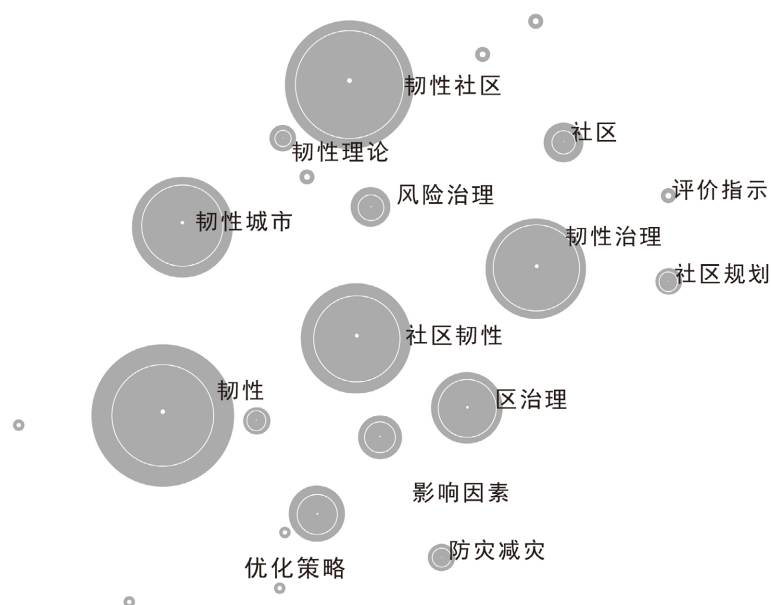 韧性社区
社区
韧性理论
评价指示
风险治理
韧性城市
韧性治理
社区规划
社区韧性
韧性
区治理
影响因素
防灾减灾
优化策略